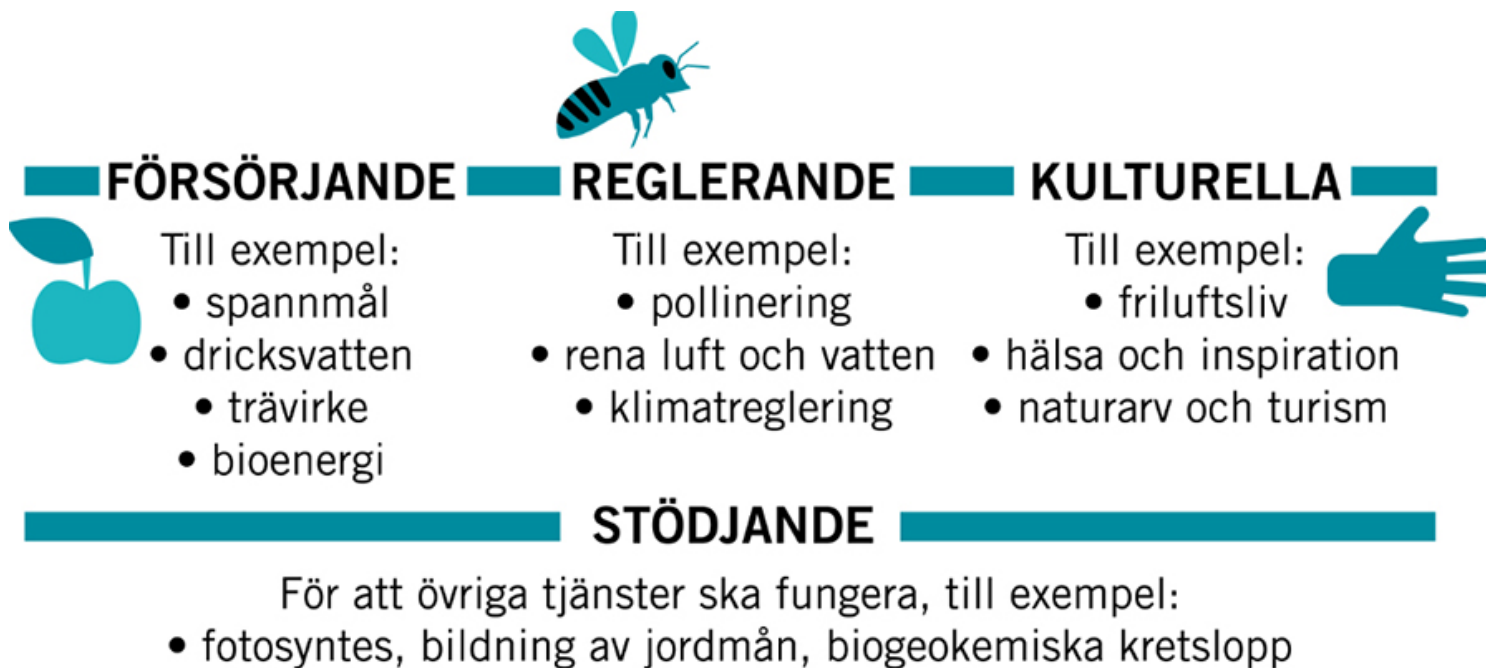 FÖRSÖRJANDE
Till exempel:
• spannmål
• dricksvatten
• trävirke
• bioenergi
REGLERANDE
Till exempel:
• pollinering
• rena luft och vatten
• klimatreglering
KULTURELLA
Till exempel:
• friluftsliv
• hälsa och inspiration
• naturarv och turism
STÖDJANDE
För att övriga tjänster ska fungera, till exempel:
• fotosyntes, bildning av jordmån, biogeokemiska kretslopp